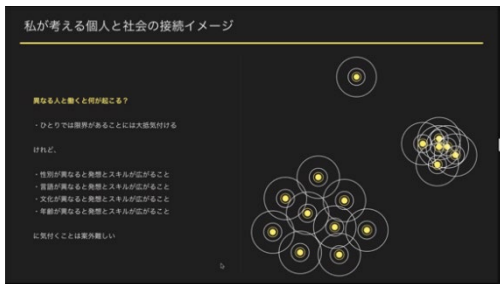 私が考える個人と社会の接続イメージ
異なる人と働くと何が起こる？
・ひとりでは限界があることには大抵気付ける
けれど、
・性別が異なると発想とスキルが広がること
・言語が異なると発想とスキルが広がること
・文化が異なると発想とスキルが広がること
・年齢が異なると発想とスキルが広がること
に気付くことは案外難しい